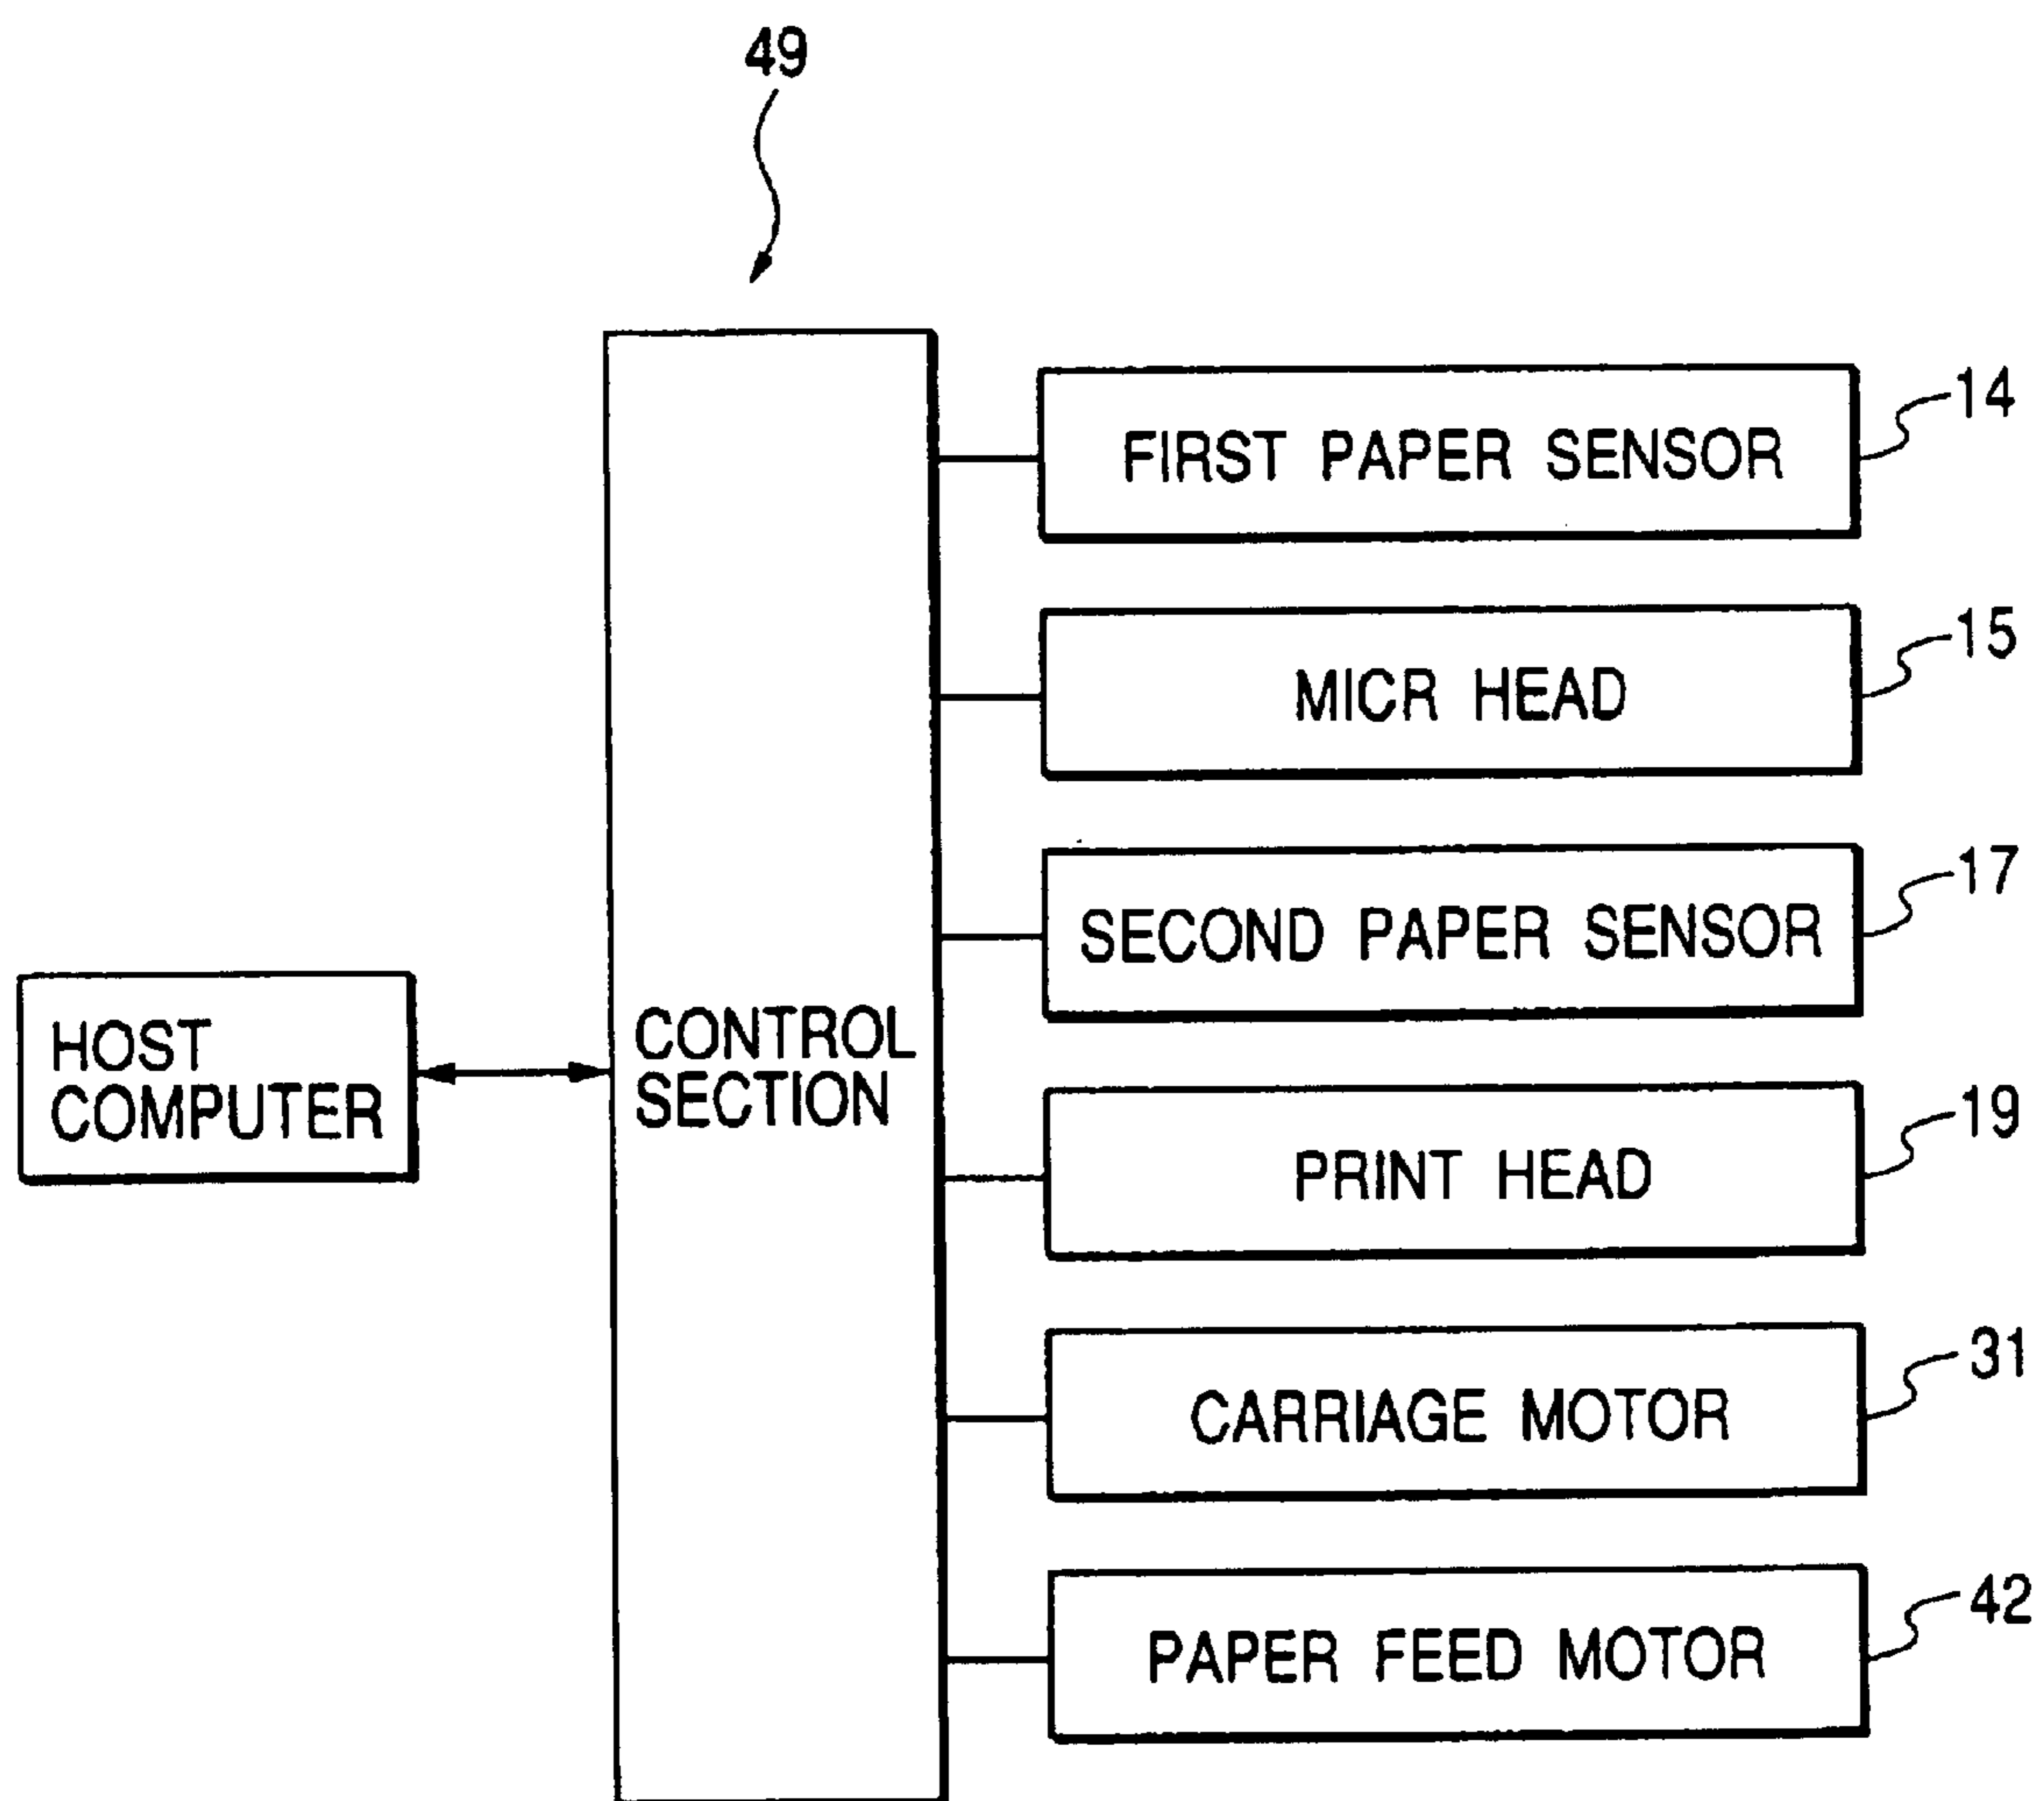 49
FIRST PAPER SENSOR
14
MICR HEAD
15
SECOND PAPER SENSOR
17
HOST
COMPUTER
CONTROL
SECTION
PRINT HEAD
19
CARRIAGE MOTOR
31
PAPER FEED MOTOR
42